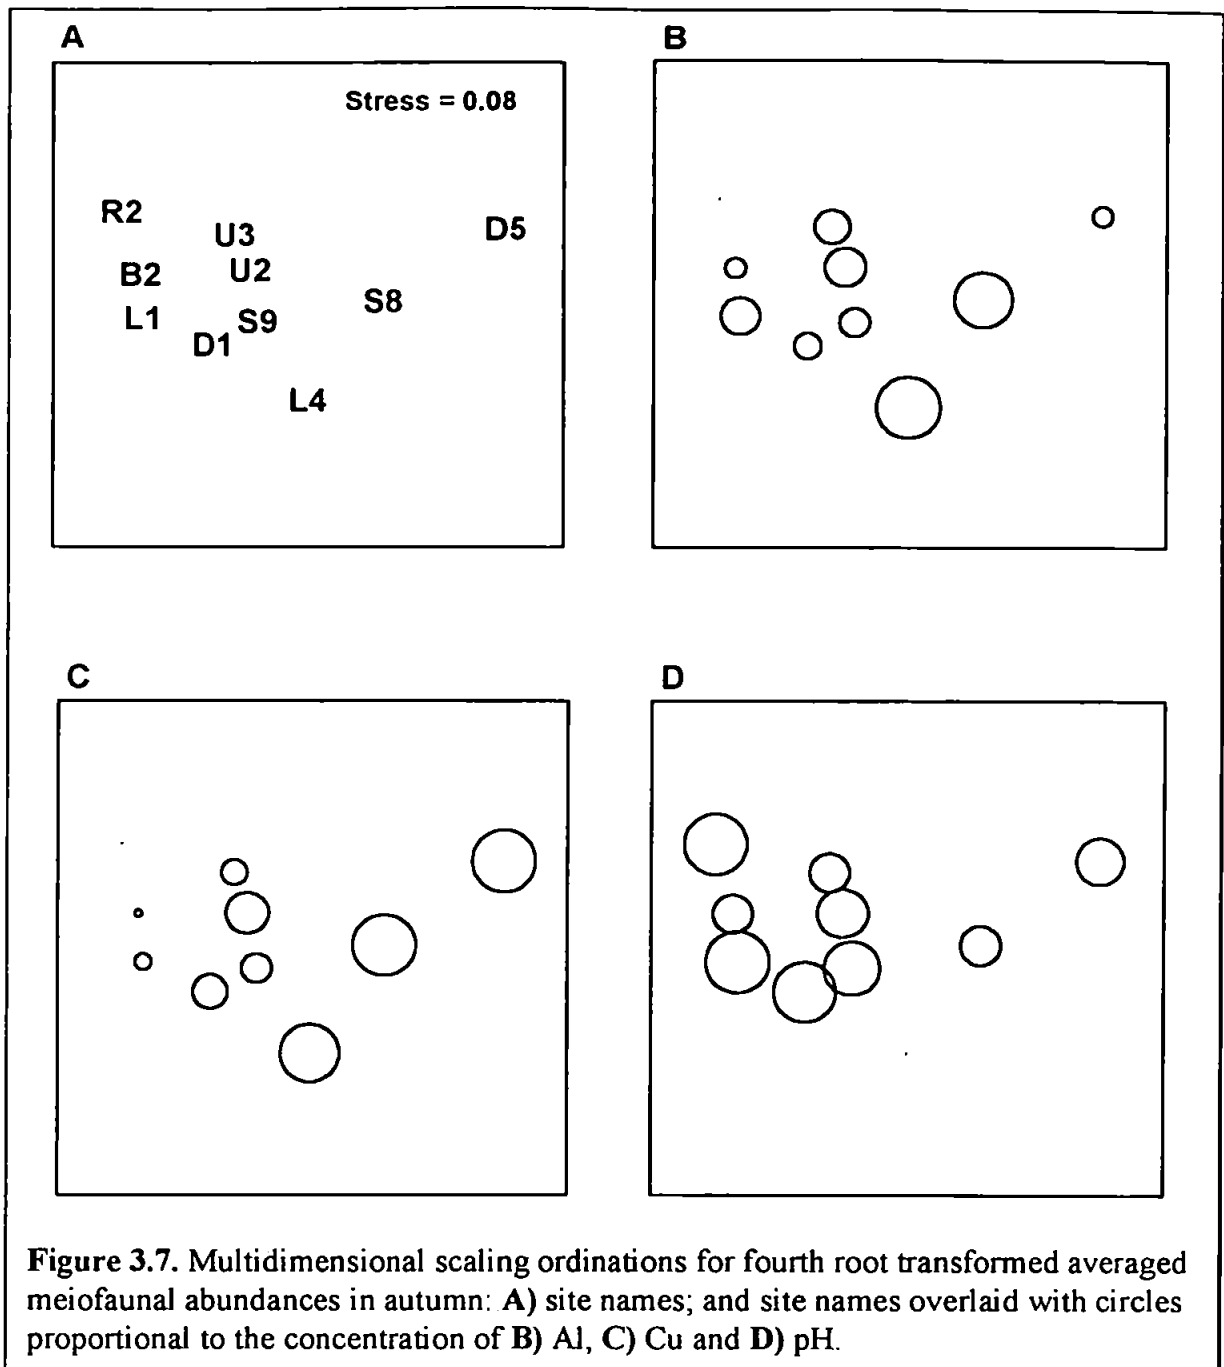 A
B
Stress = 0.08
R2
U3
D5
B2
U2
L1
S9
S8
D1
L4
C
D
Figure 3.7. Multidimensional scaling ordinations for fourth root transformed averaged
meiofaunal abundances in autumn: A) site names; and site names overlaid with circles
proportional to the concentration of B) Al, C) Cu and D) pH.